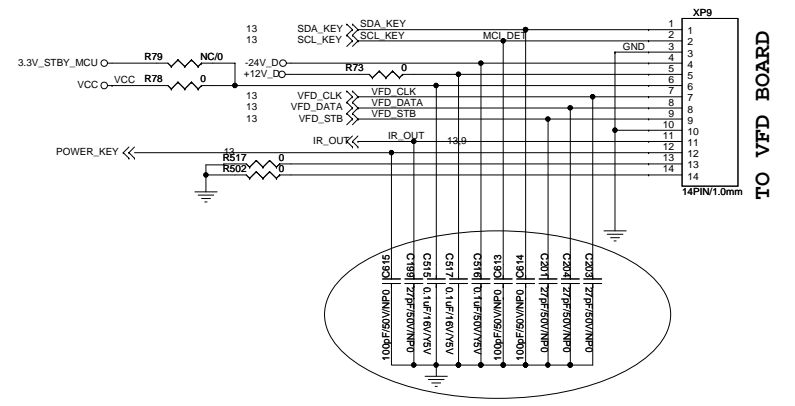 XP9
13 SDA_KEY SDA_KEY 1 1
13 SCL_KEY SCL_KEY MCI_DET 2 2
GND 3 3
3.3V_STBY_MCU R79 NC/0 -24V_D 4 4
+12V_D R73 0 5 5
VCC VCC R78 0 6 6
13 VFD_CLK VFD_CLK 7 7
13 VFD_DATA VFD_DATA 8 8
13 VFD_STB VFD_STB 9 9
10 10
IR_OUT IR_OUT 13,9 11 11
POWER_KEY 13 12 12
R517 0 13 13
R502 0 14 14
14PIN/1.0mm
TO VFD BOARD
100pF/50V/NP0 C615
27pF/50V/NP0 C199
0.1uF/16V/Y5V C515
0.1uF/16V/Y5V C517
0.1uF/50V/Y5V C516
100pF/50V/NP0 C613
100pF/50V/NP0 C614
27pF/50V/NP0 C201
27pF/50V/NP0 C204
27pF/50V/NP0 C203